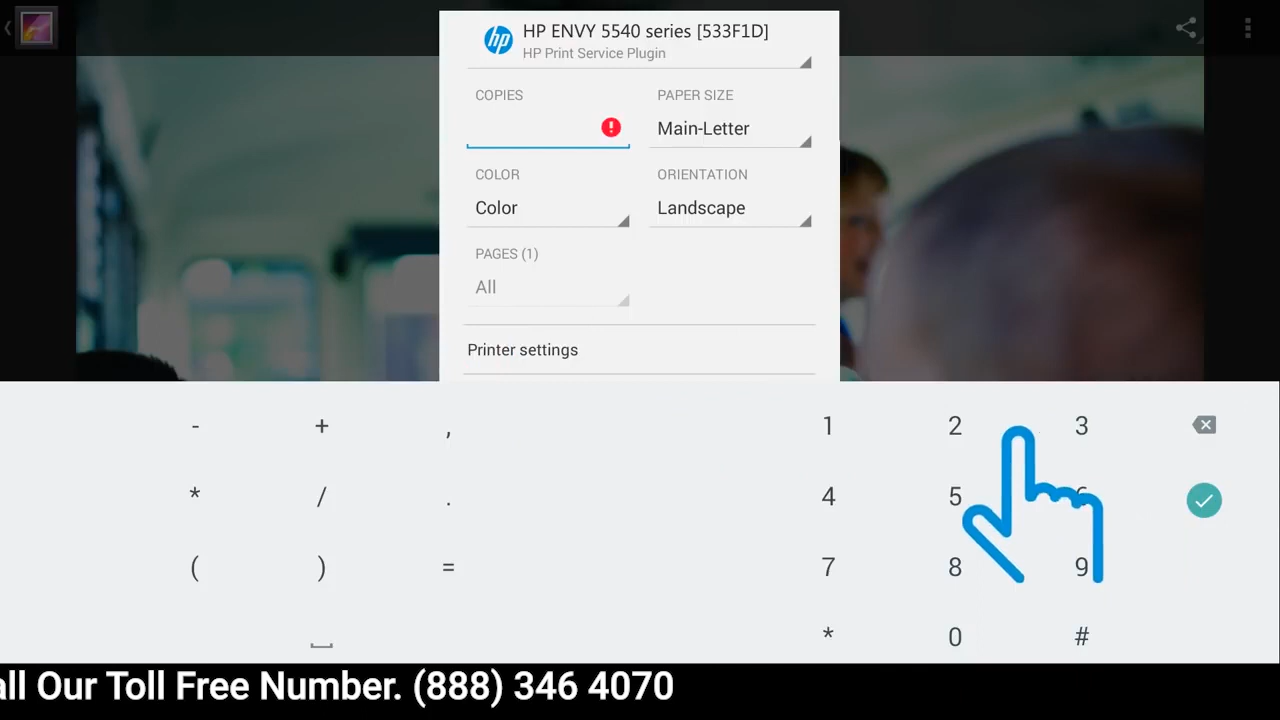 hp
HP ENVY 5540 series [533F1D]
HP Print Service Plugin
COPIES
PAPER SIZE
!
Main-Letter
COLOR
ORIENTATION
Color
Landscape
PAGES (1)
All
Printer settings
- + , 1 2 3
* / . 4 5 6
( ) = 7 8 9
* 0 #
all Our Toll Free Number. (888) 346 4070